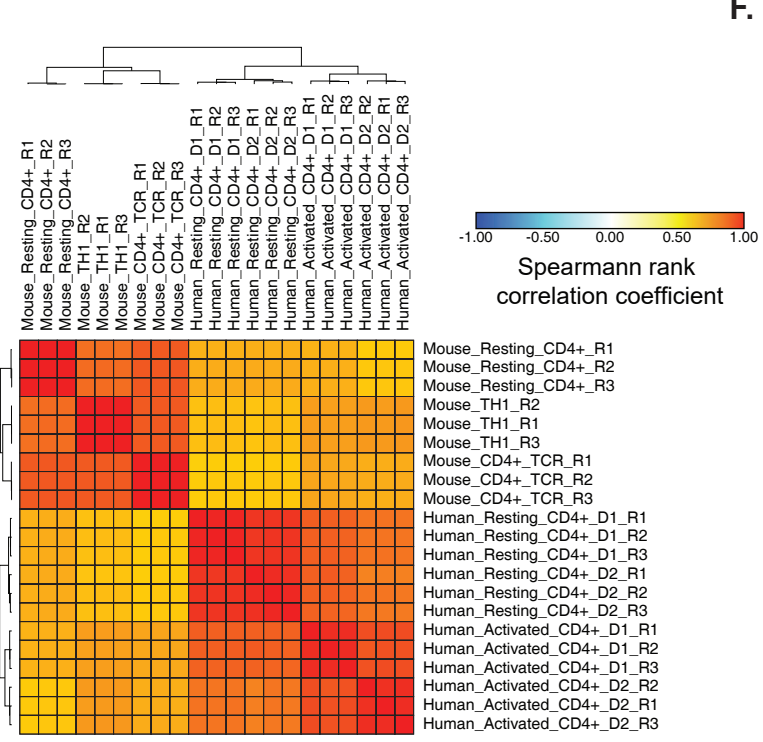 F.
Mouse_Resting_CD4+_R1
Mouse_Resting_CD4+_R2
Mouse_Resting_CD4+_R3
Mouse_TH1_R2
Mouse_TH1_R1
Mouse_TH1_R3
Mouse_CD4+_TCR_R1
Mouse_CD4+_TCR_R2
Mouse_CD4+_TCR_R3
Human_Resting_CD4+_D1_R1
Human_Resting_CD4+_D1_R2
Human_Resting_CD4+_D1_R3
Human_Resting_CD4+_D2_R1
Human_Resting_CD4+_D2_R2
Human_Resting_CD4+_D2_R3
Human_Activated_CD4+_D1_R1
Human_Activated_CD4+_D1_R2
Human_Activated_CD4+_D1_R3
Human_Activated_CD4+_D2_R2
Human_Activated_CD4+_D2_R1
Human_Activated_CD4+_D2_R3
-1.00 -0.50 0.00 0.50 1.00
Spearmann rank
correlation coefficient
Mouse_Resting_CD4+_R1
Mouse_Resting_CD4+_R2
Mouse_Resting_CD4+_R3
Mouse_TH1_R2
Mouse_TH1_R1
Mouse_TH1_R3
Mouse_CD4+_TCR_R1
Mouse_CD4+_TCR_R2
Mouse_CD4+_TCR_R3
Human_Resting_CD4+_D1_R1
Human_Resting_CD4+_D1_R2
Human_Resting_CD4+_D1_R3
Human_Resting_CD4+_D2_R1
Human_Resting_CD4+_D2_R2
Human_Resting_CD4+_D2_R3
Human_Activated_CD4+_D1_R1
Human_Activated_CD4+_D1_R2
Human_Activated_CD4+_D1_R3
Human_Activated_CD4+_D2_R2
Human_Activated_CD4+_D2_R1
Human_Activated_CD4+_D2_R3